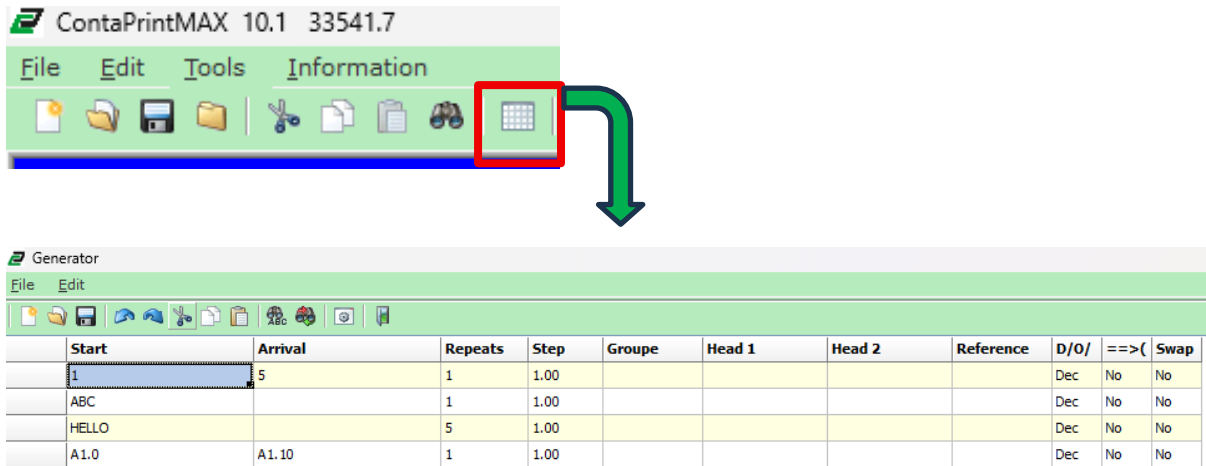 ContaPrintMAX 10.1 33541.7
File Edit Tools Information
Generator
File Edit
ABC
Start Arrival Repeats Step Groupe Head 1 Head 2 Reference D/O/ ==>( Swap
1 5 1 1.00 Dec No No
ABC 1 1.00 Dec No No
HELLO 5 1.00 Dec No No
A1.0 A1.10 1 1.00 Dec No No